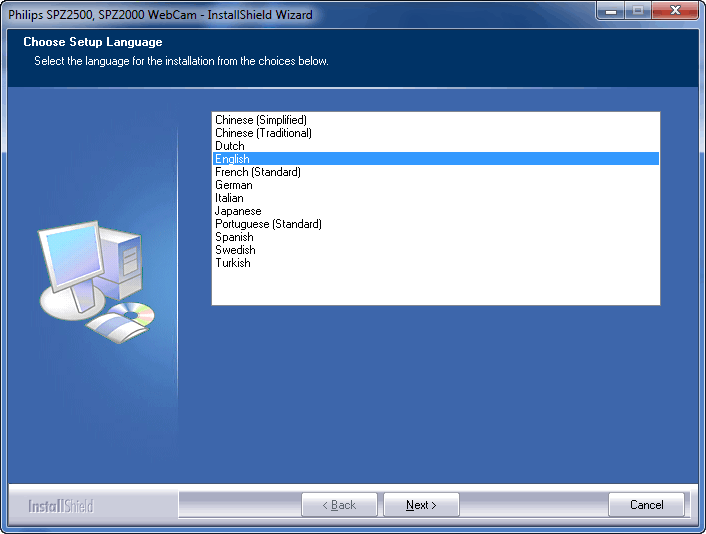 Philips SPZ2500, SPZ2000 WebCam - InstallShield Wizard
Choose Setup Language
Select the language for the installation from the choices below.
Chinese (Simplified)
Chinese (Traditional)
Dutch
English
French (Standard)
German
Italian
Japanese
Portuguese (Standard)
Spanish
Swedish
Turkish
InstallShield
< Back
Next >
Cancel